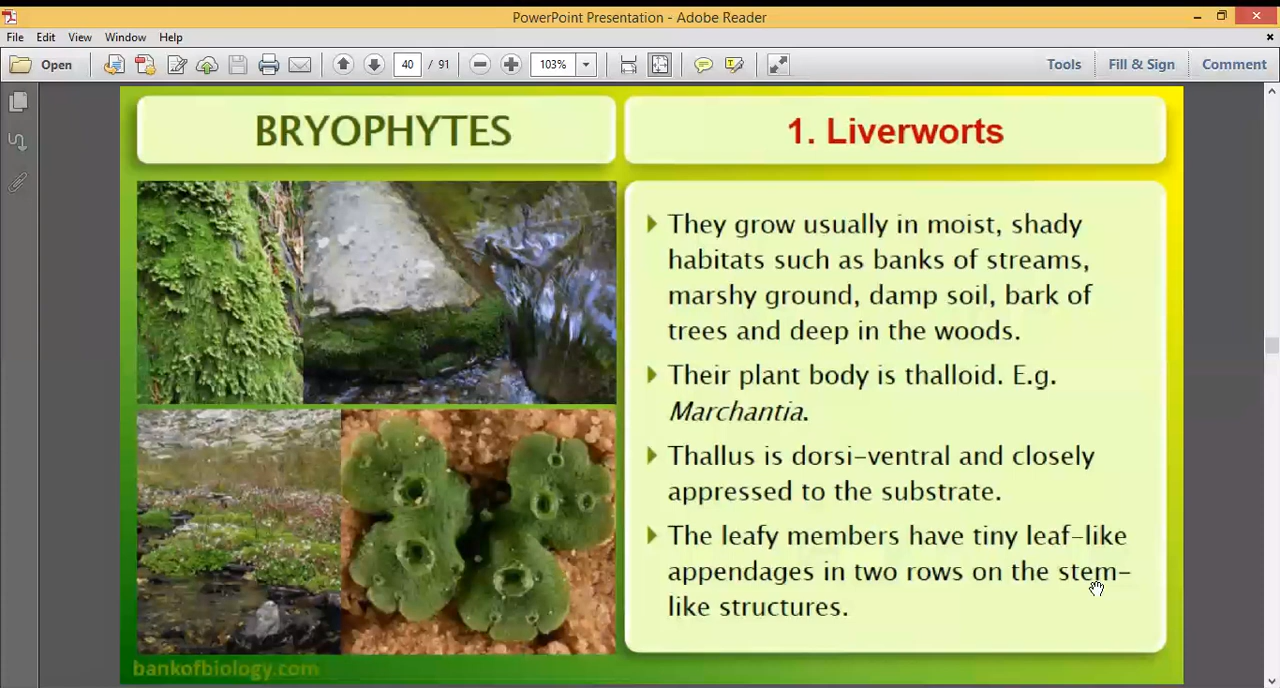 PowerPoint Presentation - Adobe Reader
File Edit View Window Help
Open 40 / 91 103% Tools Fill & Sign Comment
BRYOPHYTES
1. Liverworts
They grow usually in moist, shady
habitats such as banks of streams,
marshy ground, damp soil, bark of
trees and deep in the woods.
Their plant body is thalloid. E.g.
Marchantia.
Thallus is dorsi-ventral and closely
appressed to the substrate.
The leafy members have tiny leaf-like
appendages in two rows on the stem-
like structures.
bankofbiology.com